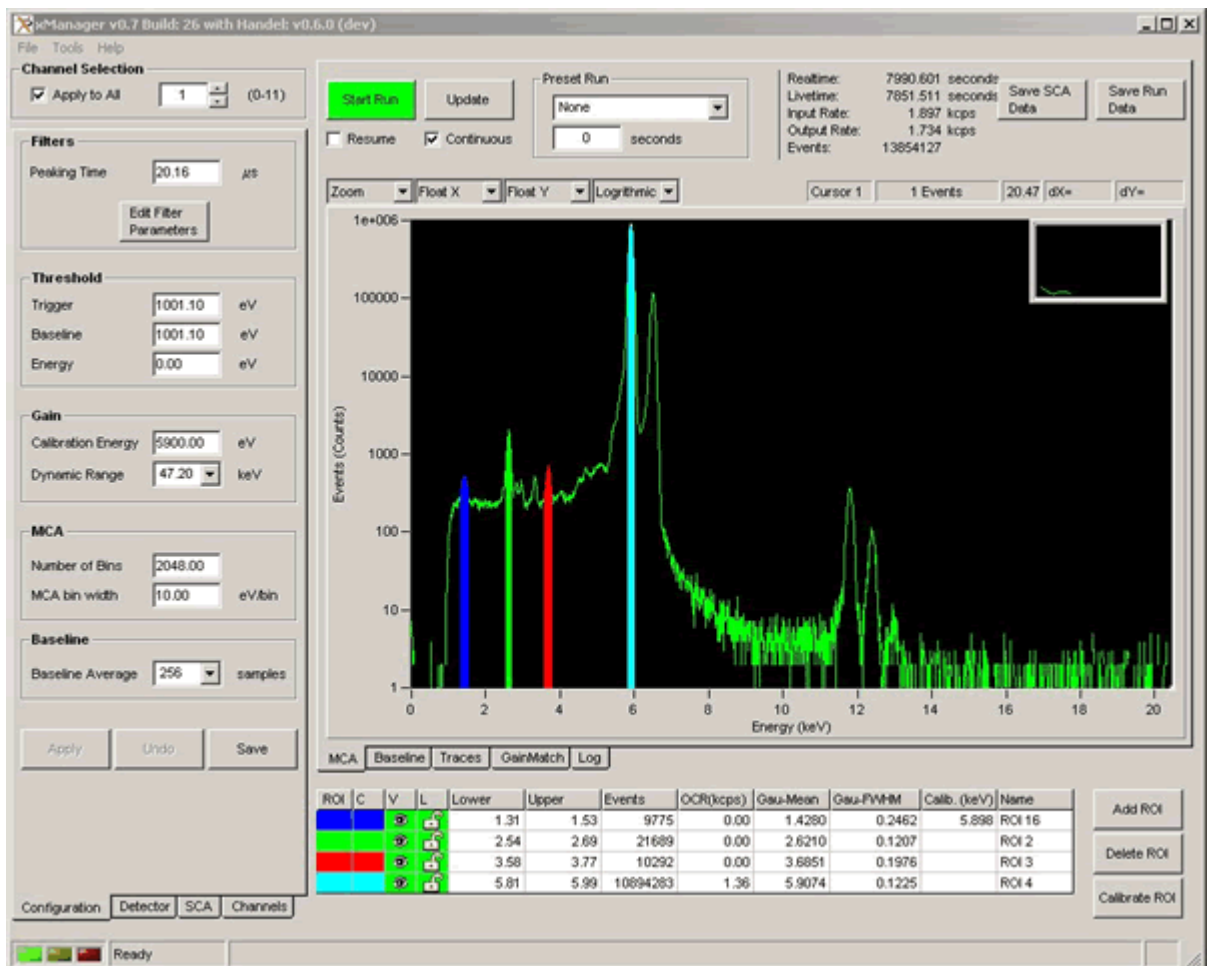 xManager v0.7 Build: 26 with Handel: v0.6.0 (dev)
File Tools Help
Channel Selection
Apply to All 1 (0-11)
Filters
Peaking Time 20.16 µs
Edit Filter
Parameters
Threshold
Trigger 1001.10 eV
Baseline 1001.10 eV
Energy 0.00 eV
Gain
Calibration Energy 5900.00 eV
Dynamic Range 47.20 keV
MCA
Number of Bins 2048.00
MCA bin width 10.00 eV/bin
Baseline
Baseline Average 256 samples
Apply Undo Save
Configuration Detector SCA Channels
Ready
Start Run Update
Resume Continuous
Preset Run
None
0 seconds
Realtime: 7990.601 seconds
Livetime: 7851.511 seconds
Input Rate: 1.897 kcps
Output Rate: 1.734 kcps
Events: 13854127
Save SCA
Data
Save Run
Data
Zoom Float X Float Y Logrithmic
Cursor 1 1 Events 20.47 dX= dY=
1e+006
100000
10000
1000
100
10
1
Events (Counts)
0 2 4 6 8 10 12 14 16 18 20
Energy (keV)
MCA Baseline Traces GainMatch Log
ROI C V L Lower Upper Events OCR(kcps) Gau-Mean Gau-FWHM Calib. (keV) Name
1.31 1.53 9775 0.00 1.4280 0.2462 5.898 ROI 16
2.54 2.69 21689 0.00 2.6210 0.1207 ROI 2
3.58 3.77 10292 0.00 3.6851 0.1976 ROI 3
5.81 5.99 10894283 1.36 5.9074 0.1225 ROI 4
Add ROI
Delete ROI
Calibrate ROI